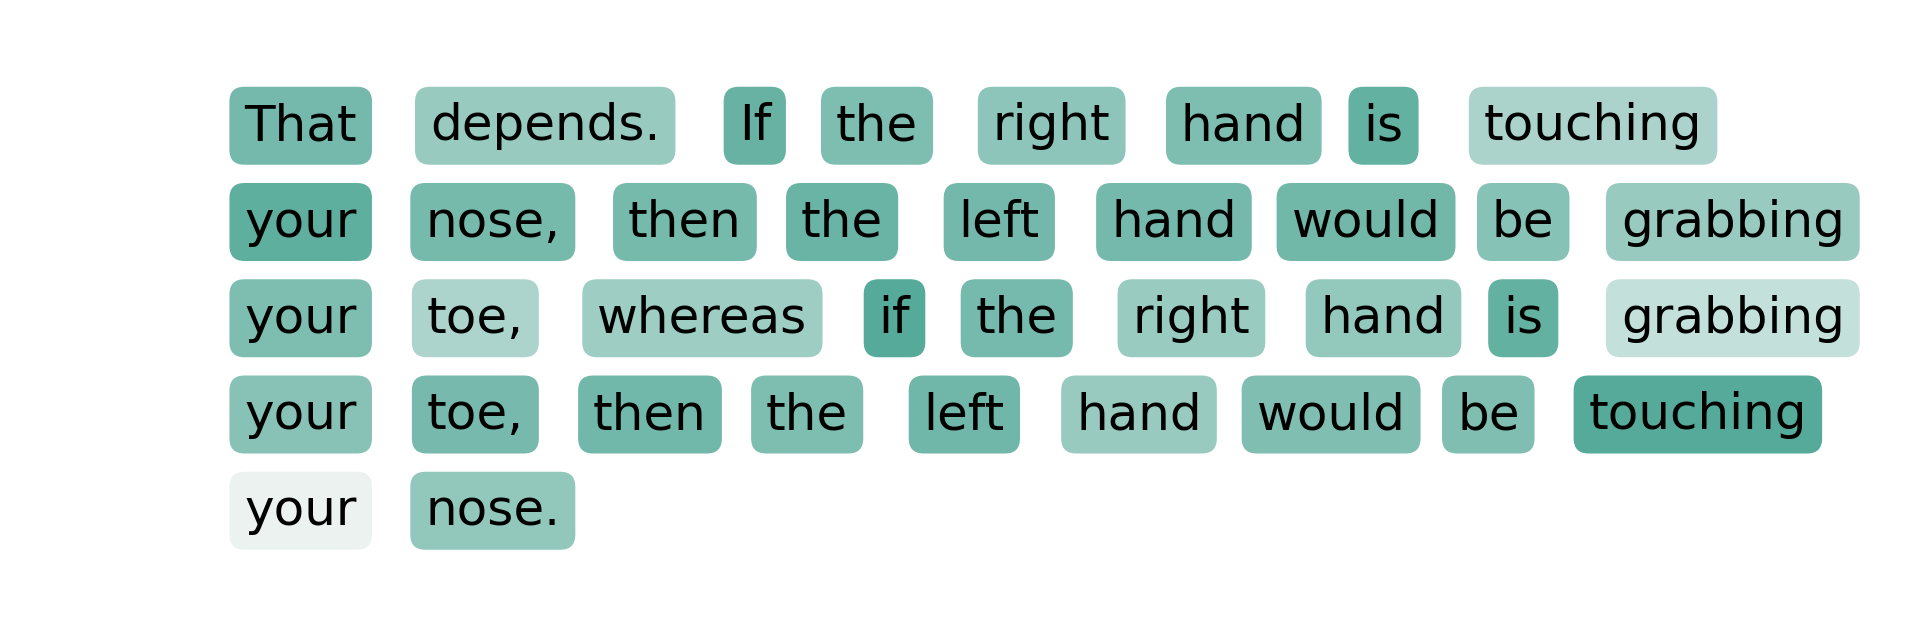 That depends. If the right hand is touching
your nose, then the left hand would be grabbing
your toe, whereas if the right hand is grabbing
your toe, then the left hand would be touching
your nose.